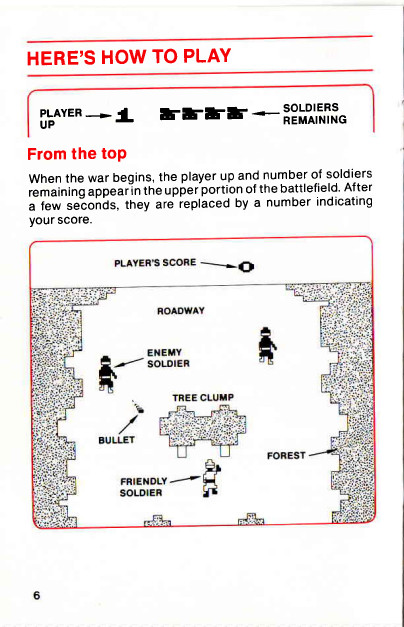 HERE'S HOW TO PLAY
PLAYER UP
1
SOLDIERS REMAINING
From the top
When the war begins, the player up and number of soldiers
remaining appear in the upper portion of the battlefield. After
a few seconds, they are replaced by a number indicating
your score.
PLAYER'S SCORE
0
ROADWAY
ENEMY
SOLDIER
TREE CLUMP
BULLET
FOREST
FRIENDLY
SOLDIER
6